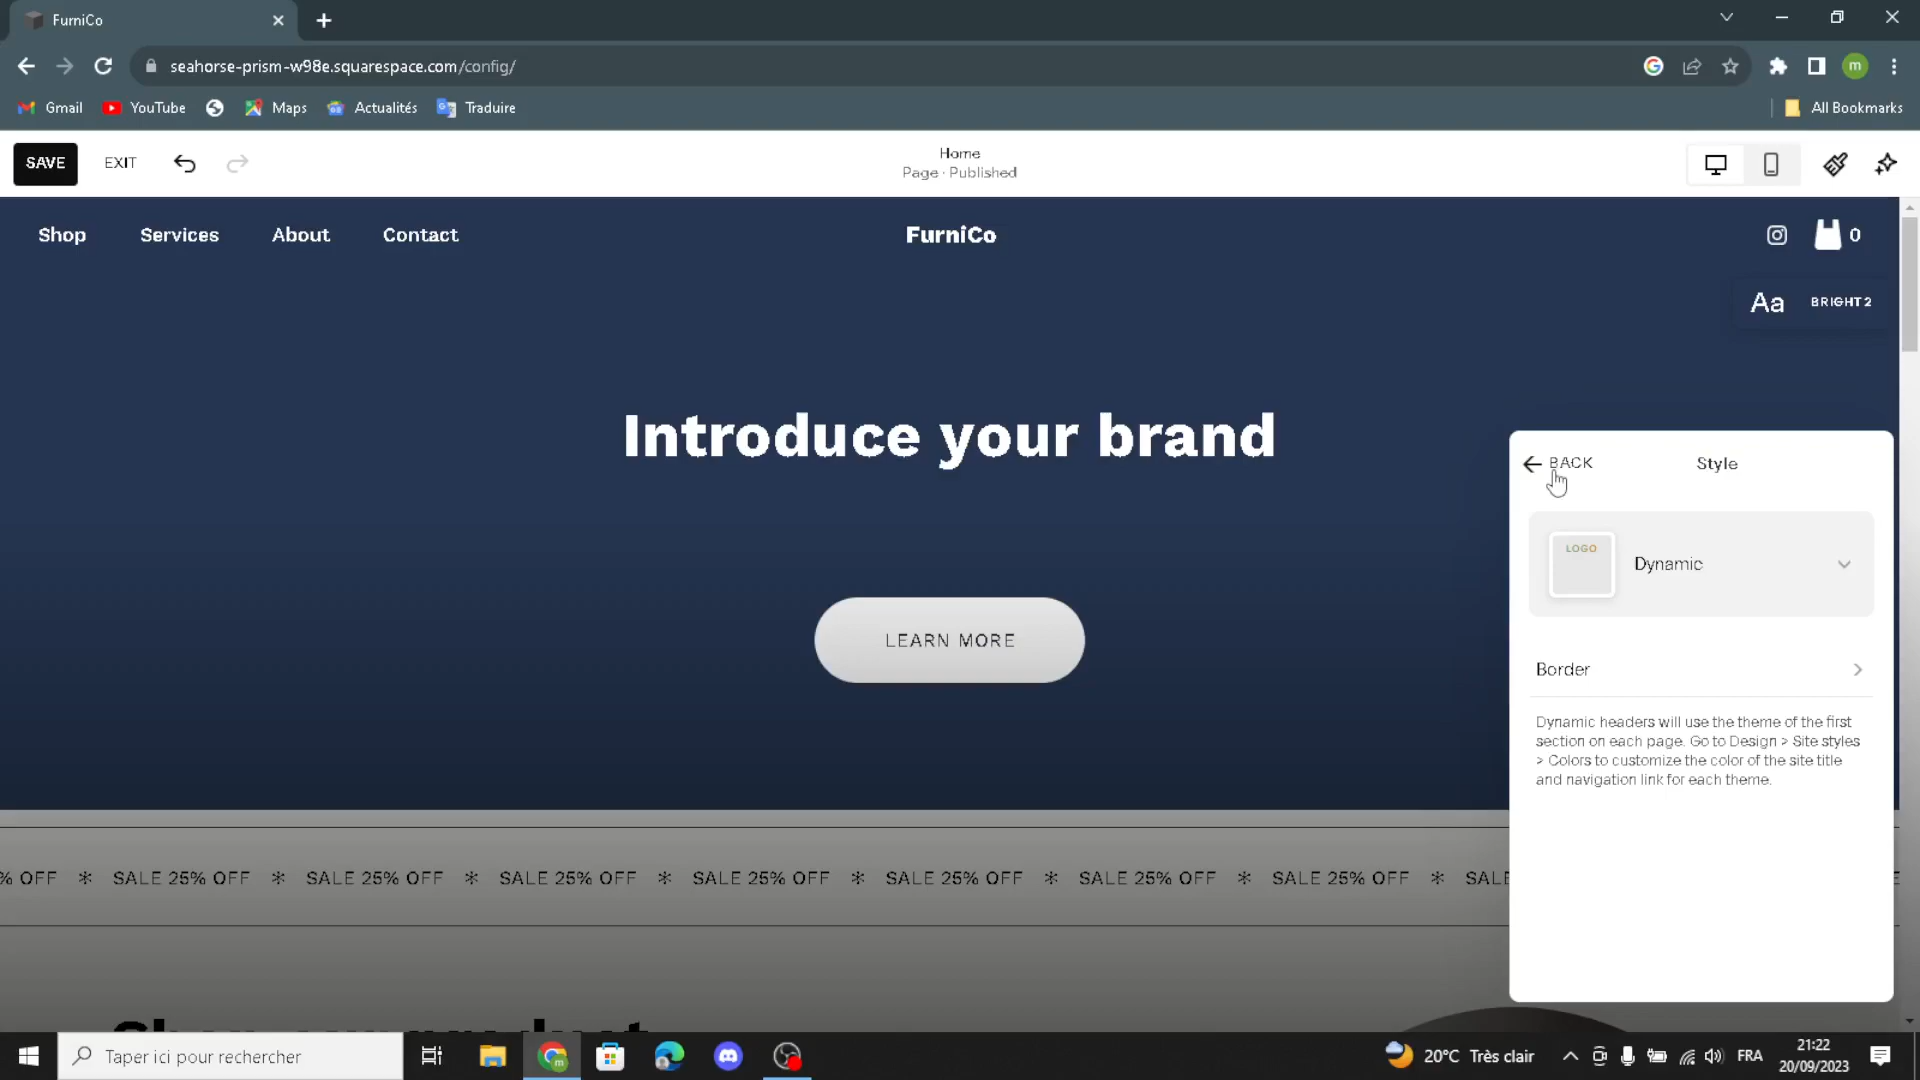 FurniCo
seahorse-prism-w98e.squarespace.com/config/
m
Gmail
YouTube
Maps
Actualités
Traduire
All Bookmarks
SAVE
EXIT
Home
Page · Published
Shop
Services
About
Contact
FurniCo
0
Aa
BRIGHT 2
Introduce your brand
LEARN MORE
BACK
Style
LOGO
Dynamic
Border
Dynamic headers will use the theme of the first
section on each page. Go to Design > Site styles
> Colors to customize the color of the site title
and navigation link for each theme.
% OFF * SALE 25% OFF * SALE 25% OFF * SALE 25% OFF * SALE 25% OFF * SALE 25% OFF * SALE 25% OFF * SALE 25% OFF * SALE
Taper ici pour rechercher
20°C Très clair
FRA
21:22
20/09/2023